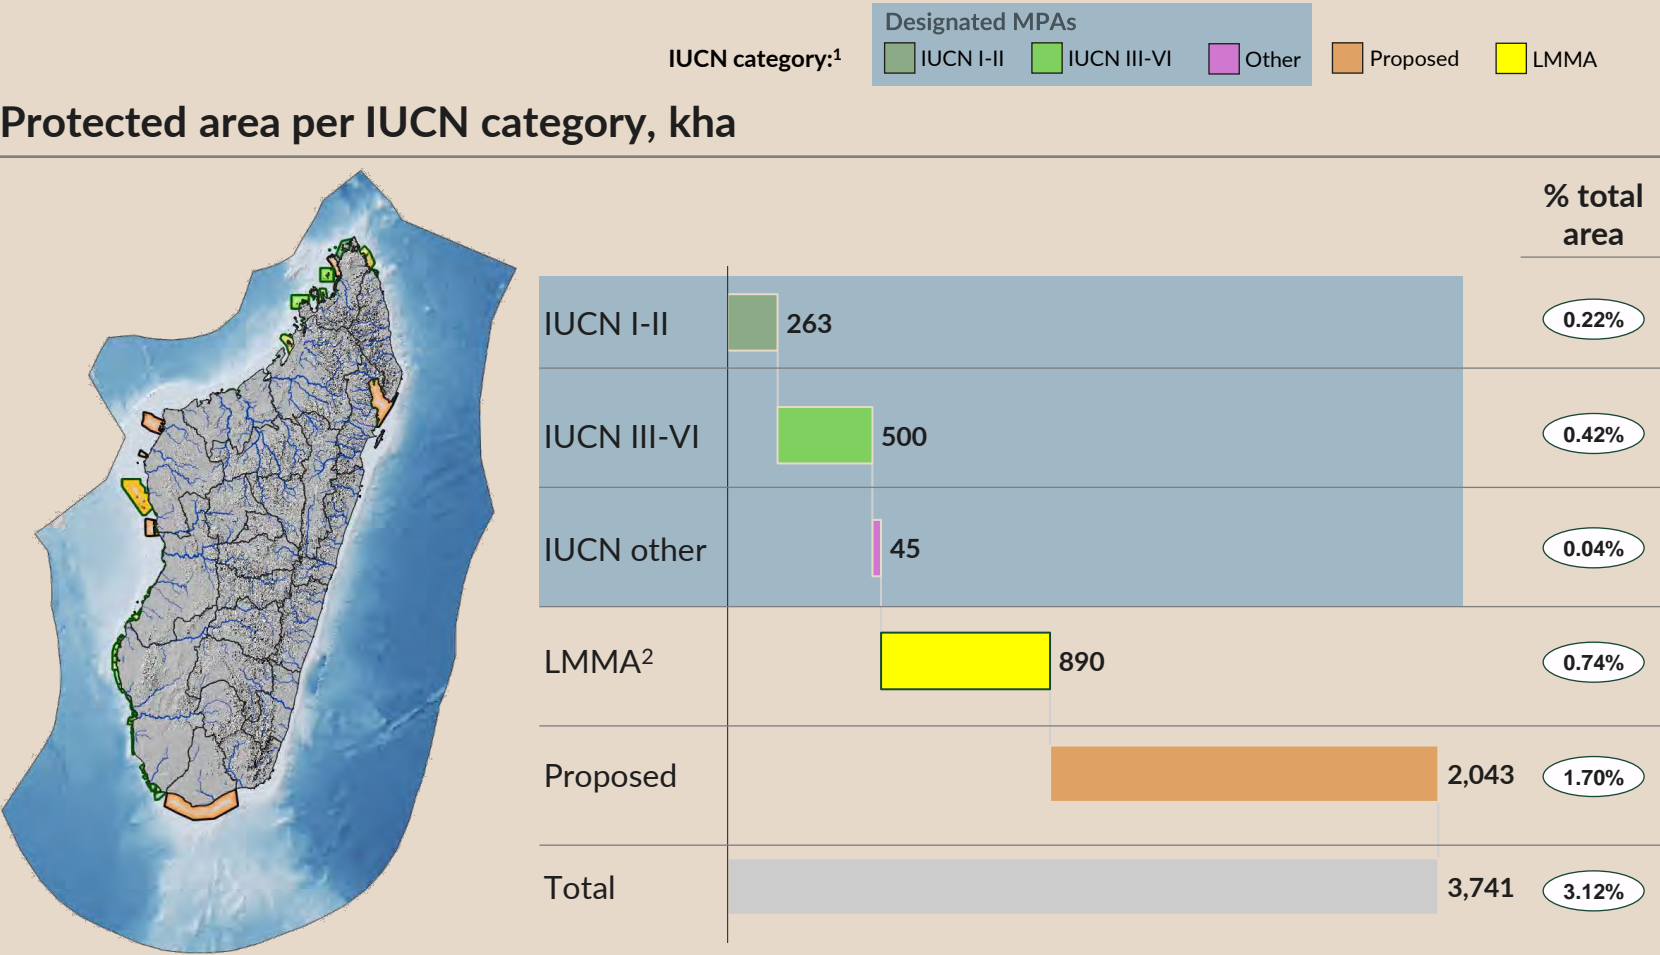 Designated MPAs
IUCN category:¹ IUCN I-II IUCN III-VI Other Proposed LMMA
Protected area per IUCN category, kha
% total
area
IUCN I-II 263 0.22%
IUCN III-VI 500 0.42%
IUCN other 45 0.04%
LMMA² 890 0.74%
Proposed 2,043 1.70%
Total 3,741 3.12%